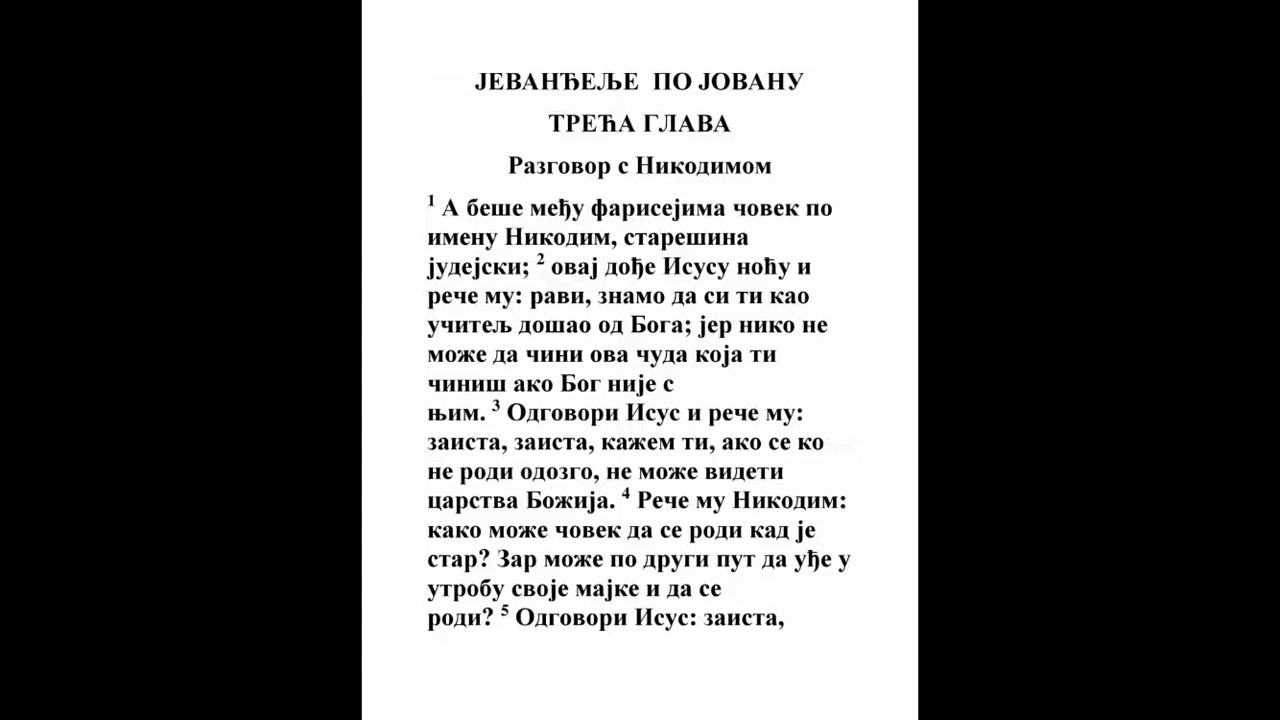 ЈЕВАНЂЕЉЕ ПО ЈОВАНУ
ТРЕЋА ГЛАВА
Разговор с Никодимом
1 А беше међу фарисејима човек по
имену Никодим, старешина
јудејски; 2 овај дође Исусу ноћу и
рече му: рави, знамо да си ти као
учитељ дошао од Бога; јер нико не
може да чини ова чуда која ти
чиниш ако Бог није с
њим. 3 Одговори Исус и рече му:
заиста, заиста, кажем ти, ако се ко
не роди одозго, не може видети
царства Божија. 4 Рече му Никодим:
како може човек да се роди кад је
стар? Зар може по други пут да уђе у
утробу своје мајке и да се
роди? 5 Одговори Исус: заиста,